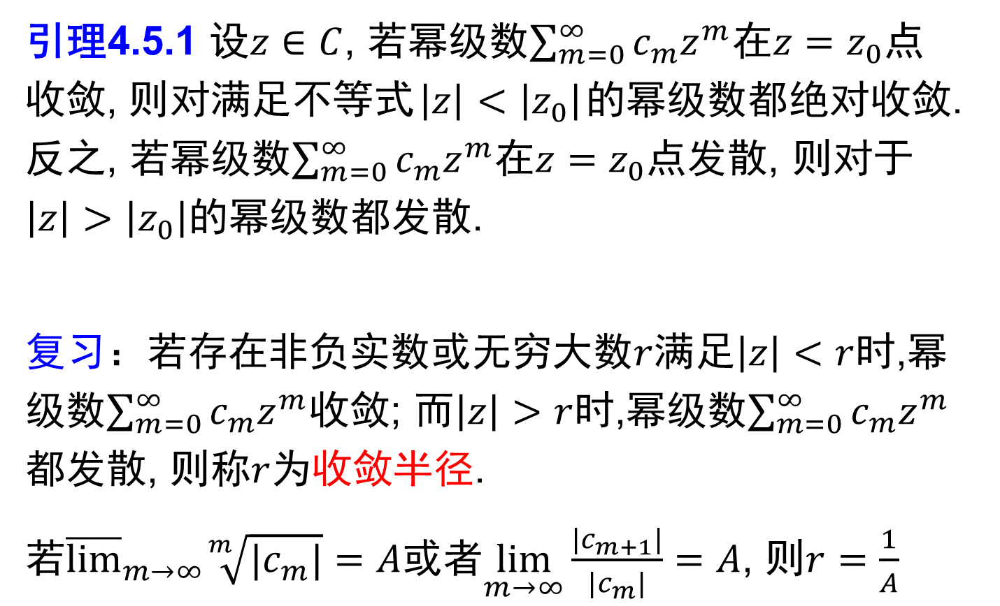 引理4.5.1 设$z \in C$, 若幂级数$\sum_{m=0}^{\infty} c_m z^m$在$z = z_0$点
收敛, 则对满足不等式$|z| < |z_0|$的幂级数都绝对收敛.
反之, 若幂级数$\sum_{m=0}^{\infty} c_m z^m$在$z = z_0$点发散, 则对于
$|z| > |z_0|$的幂级数都发散.
复习：若存在非负实数或无穷大数$r$满足$|z| < r$时,幂
级数$\sum_{m=0}^{\infty} c_m z^m$收敛; 而$|z| > r$时,幂级数$\sum_{m=0}^{\infty} c_m z^m$
都发散, 则称$r$为收敛半径.
若$\overline{\lim}_{m \to \infty} \sqrt[m]{|c_m|} = A$或者$\lim\limits_{m \to \infty} \frac{|c_{m+1}|}{|c_m|} = A$, 则$r = \frac{1}{A}$